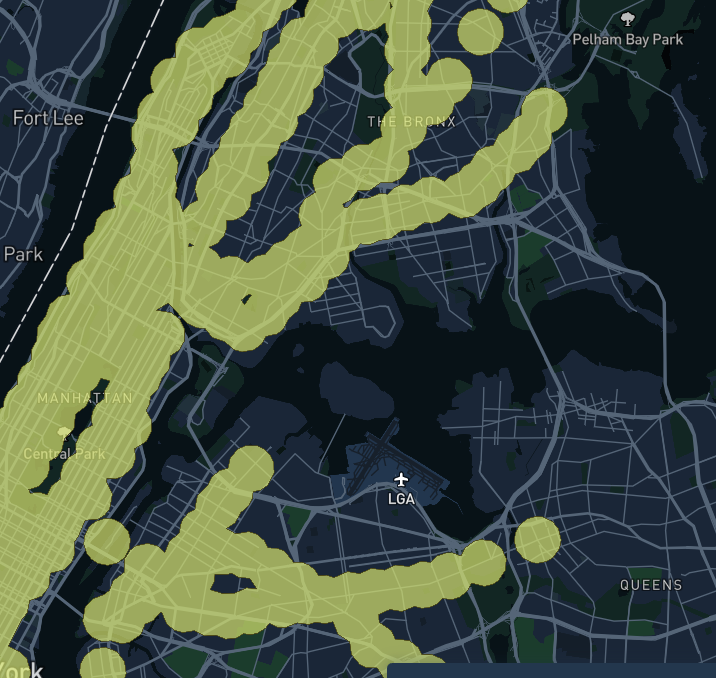 Pelham Bay Park
Fort Lee
THE BRONX
Park
MANHATTAN
Central Park
LGA
QUEENS
York